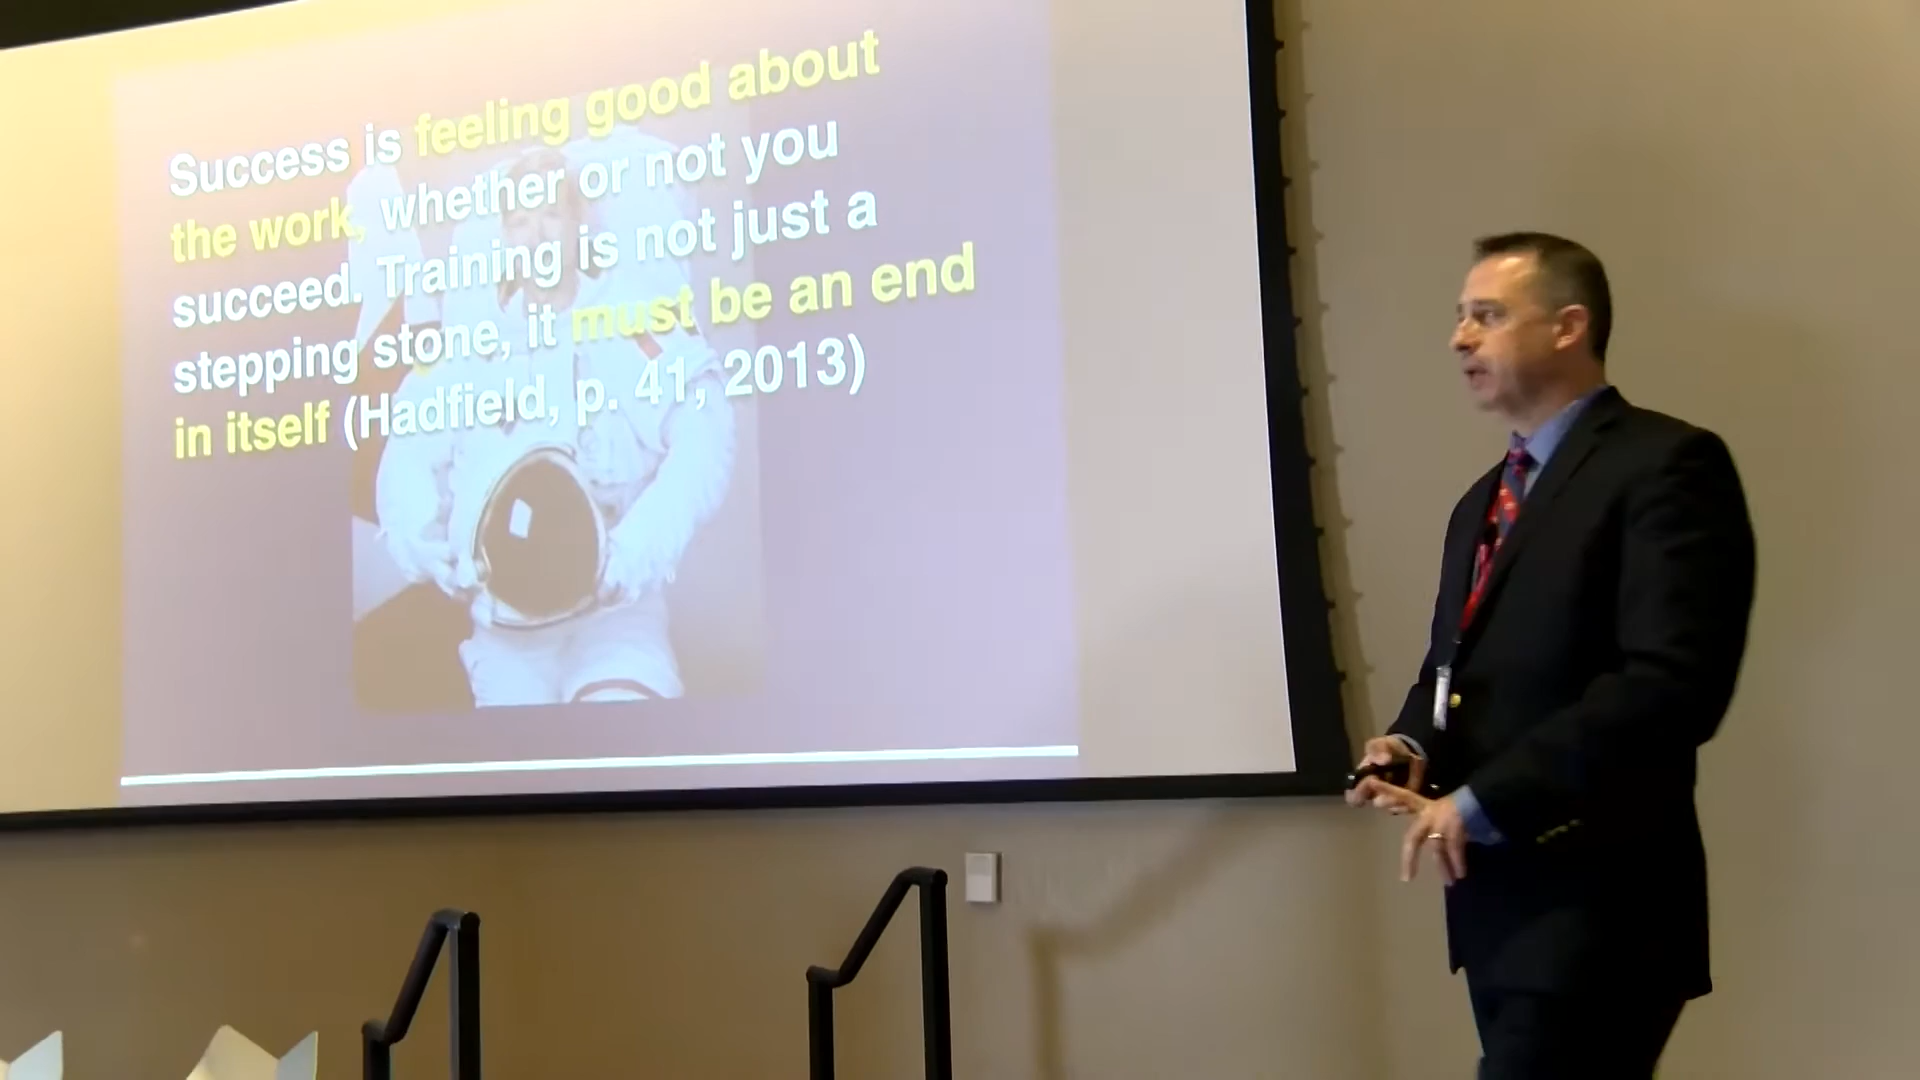 Success is feeling good about
the work, whether or not you
succeed. Training is not just a
stepping stone, it must be an end
in itself (Hadfield, p. 41, 2013)